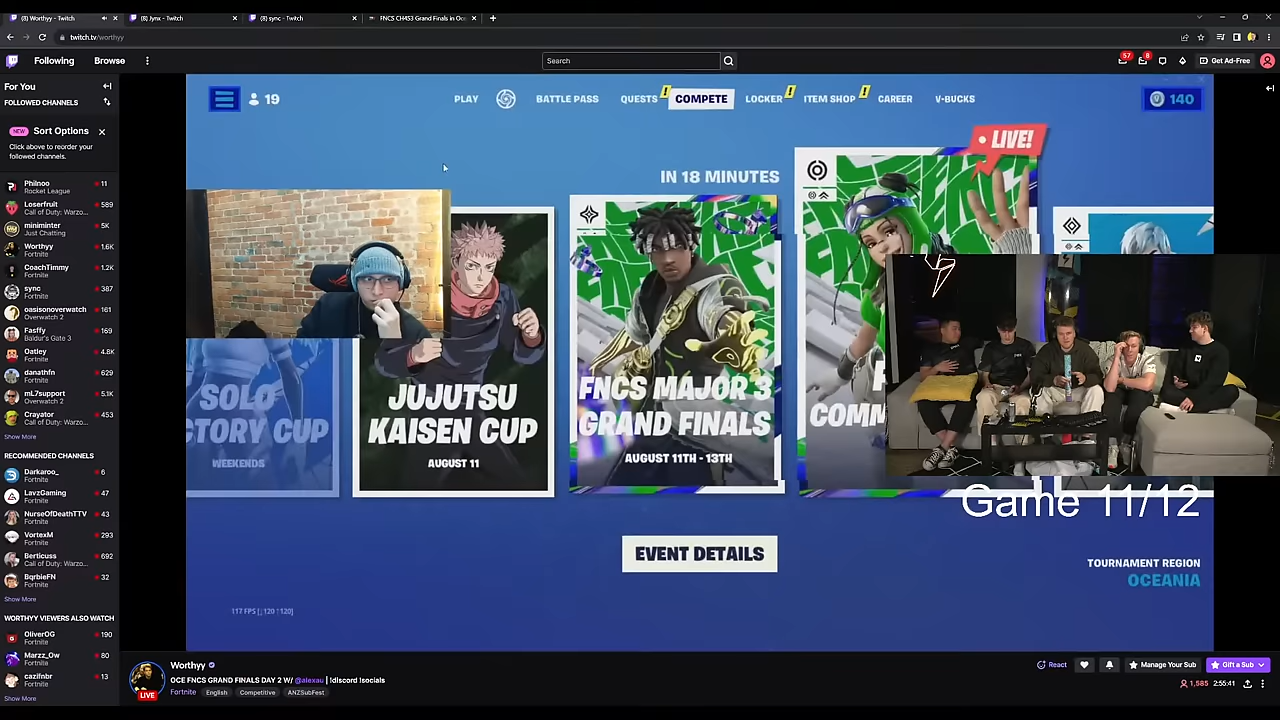 (8) Worthyy - Twitch
(8) Jynx - Twitch
(8) sync - Twitch
FNCS CH4S3 Grand Finals in Oce
twitch.tv/worthyy
Following
Browse
Search
57
8
Get Ad-Free
For You
FOLLOWED CHANNELS
NEW Sort Options
Click above to reorder your
followed channels.
Philnoo
11
Rocket League
Loserfruit
589
Call of Duty: Warzo...
miniminter
5K
Just Chatting
Worthyy
1.6K
Fortnite
CoachTimmy
1.2K
Fortnite
sync
387
Fortnite
oasisonoverwatch
161
Overwatch 2
Fasffy
169
Baldur's Gate 3
Oatley
4.8K
Fortnite
danathfn
629
Fortnite
mL7support
5.1K
Overwatch 2
Crayator
453
Call of Duty: Warzo...
Show More
RECOMMENDED CHANNELS
Darkaroo_
6
Fortnite
LavzGaming
47
Fortnite
NurseOfDeathTTV
43
Fortnite
VortexM
293
Fortnite
Berticuss
692
Call of Duty: Warzo...
BqrbieFN
32
Fortnite
Show More
WORTHYY VIEWERS ALSO WATCH
OliverOG
190
Fortnite
Marzz_Ow
80
Fortnite
cazifnbr
13
Fortnite
Show More
19
PLAY
BATTLE PASS
QUESTS
COMPETE
LOCKER
ITEM SHOP
CAREER
V-BUCKS
140
LIVE!
IN 18 MINUTES
SOLO
CTORY CUP
WEEKENDS
JUJUTSU
KAISEN CUP
AUGUST 11
FNCS MAJOR 3
GRAND FINALS
AUGUST 11TH - 13TH
F
COMM
Game 11/12
EVENT DETAILS
TOURNAMENT REGION
OCEANIA
117 FPS [↓120 ↑120]
LIVE
Worthyy
OCE FNCS GRAND FINALS DAY 2 W/ @alexau | !discord !socials
Fortnite
English
Competitive
ANZSubFest
React
Manage Your Sub
Gift a Sub
1,585
2:55:41